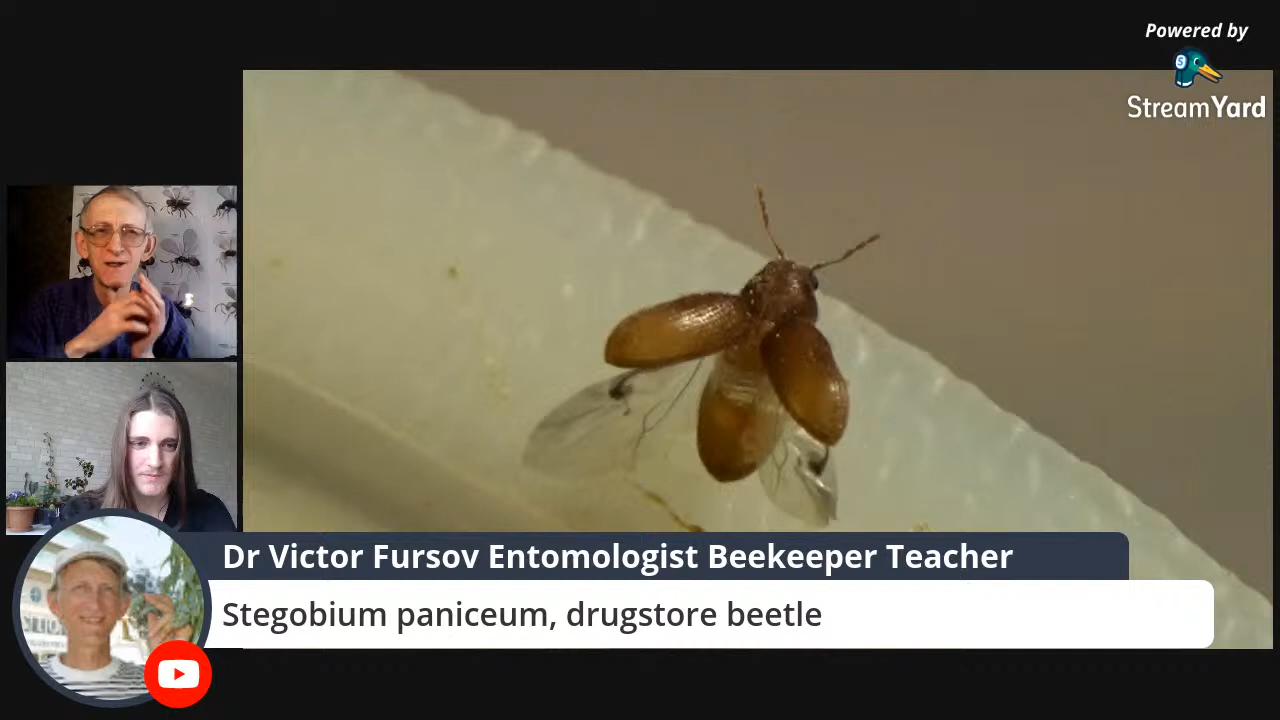 Powered by
StreamYard
Dr Victor Fursov Entomologist Beekeeper Teacher
Stegobium paniceum, drugstore beetle